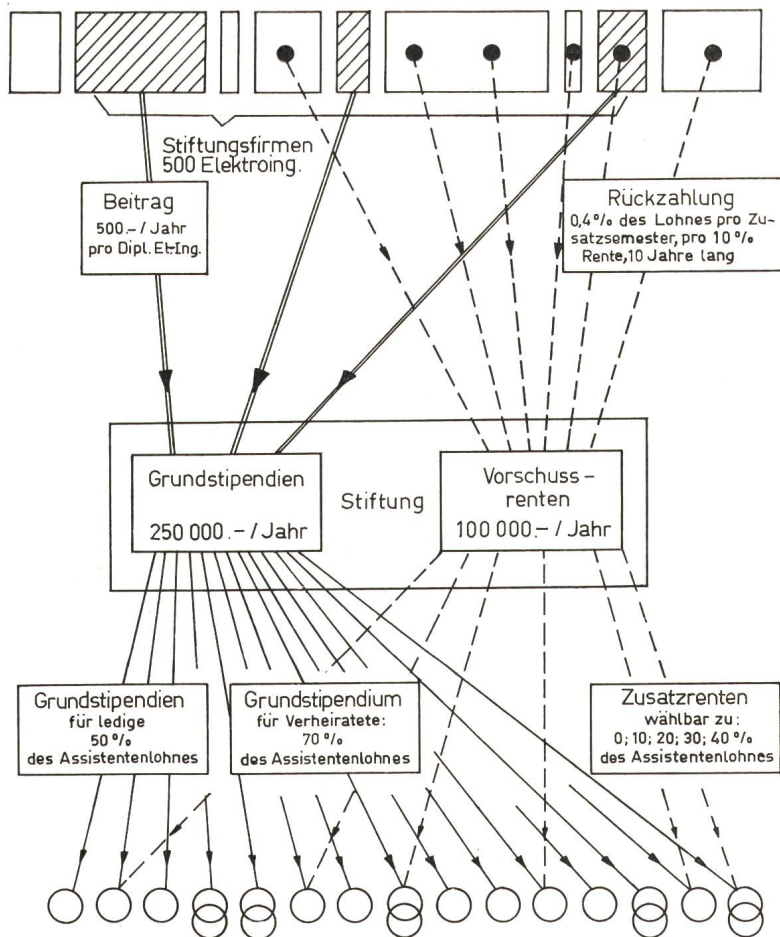 Stiftungsfirmen
500 Elektroing.
Beitrag
500.-/Jahr
pro Dipl. El-Ing.
Rückzahlung
0,4% des Lohnes pro Zu-
satzsemester, pro 10%
Rente, 10 Jahre lang
Grundstipendien
250 000.-/Jahr
Stiftung
Vorschuss-
renten
100 000.-/Jahr
Grundstipendien
für ledige
50%
des Assistentenlohnes
Grundstipendium
für Verheiratete:
70%
des Assistentenlohnes
Zusatzrenten
wählbar zu:
0; 10; 20; 30; 40%
des Assistentenlohnes